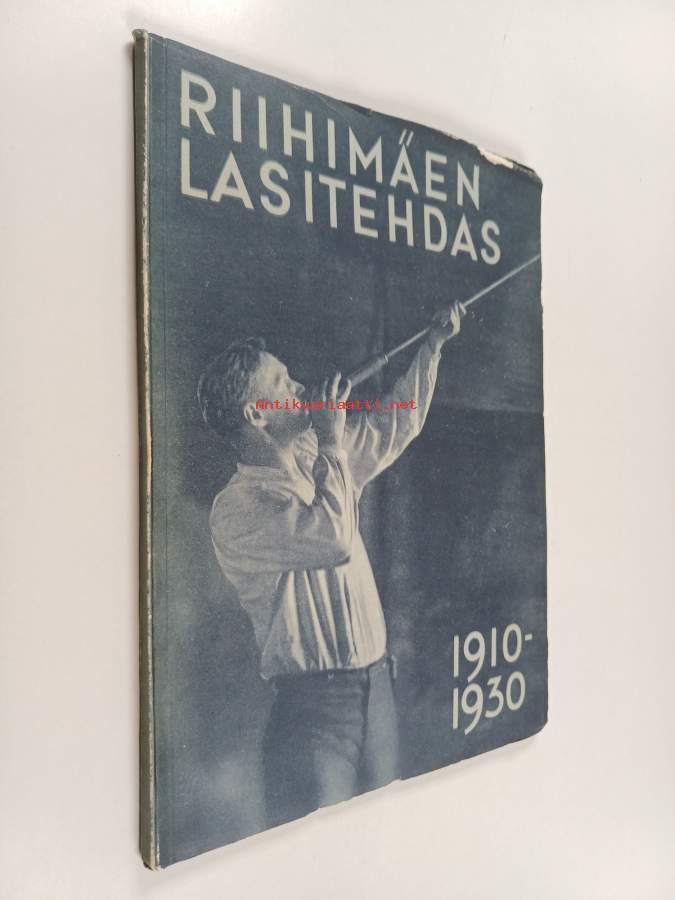 RIIHIMÄEN
LASITEHDAS
Antikvariaatti.net
1910-
1930